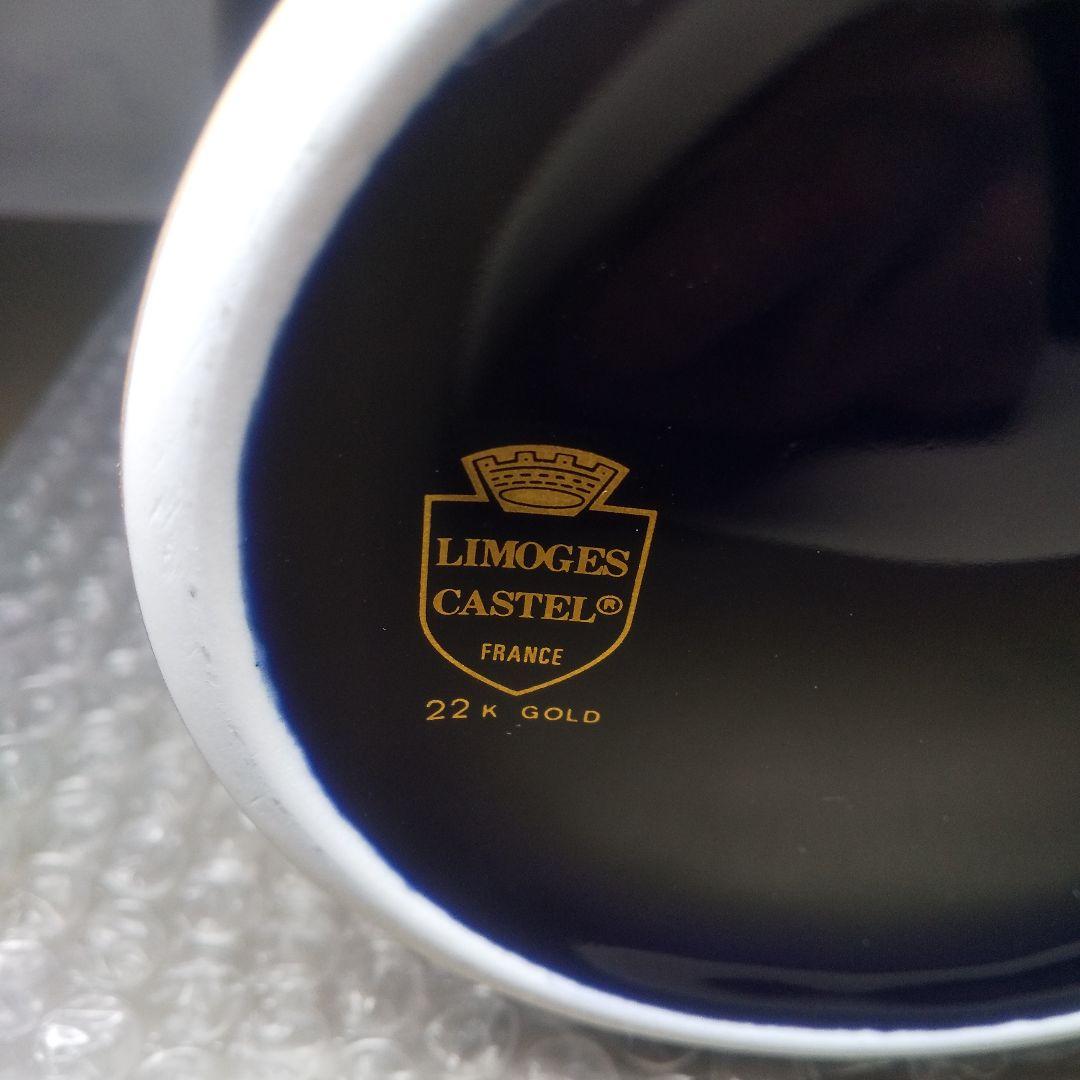 LIMOGES
CASTEL®
FRANCE
22 K GOLD